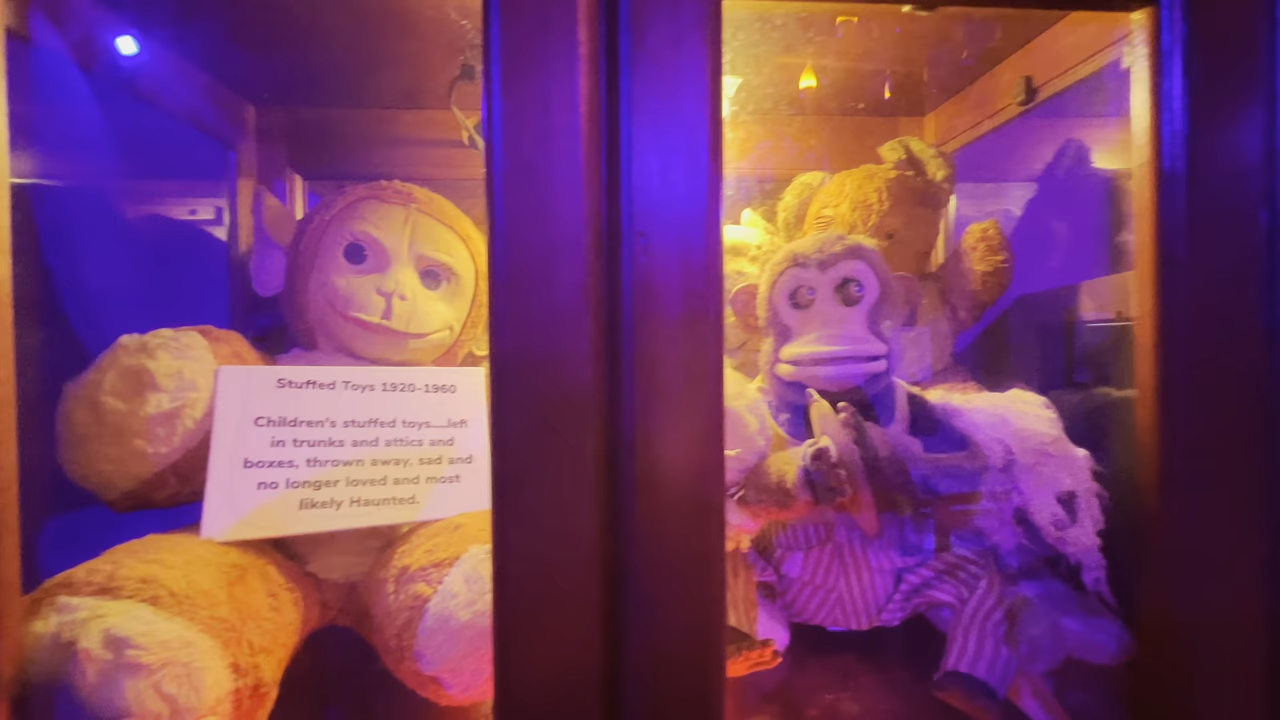 Stuffed Toys 1920-1960
Children's stuffed toys....left
in trunks and attics and
boxes, thrown away, sad and
no longer loved and most
likely Haunted.